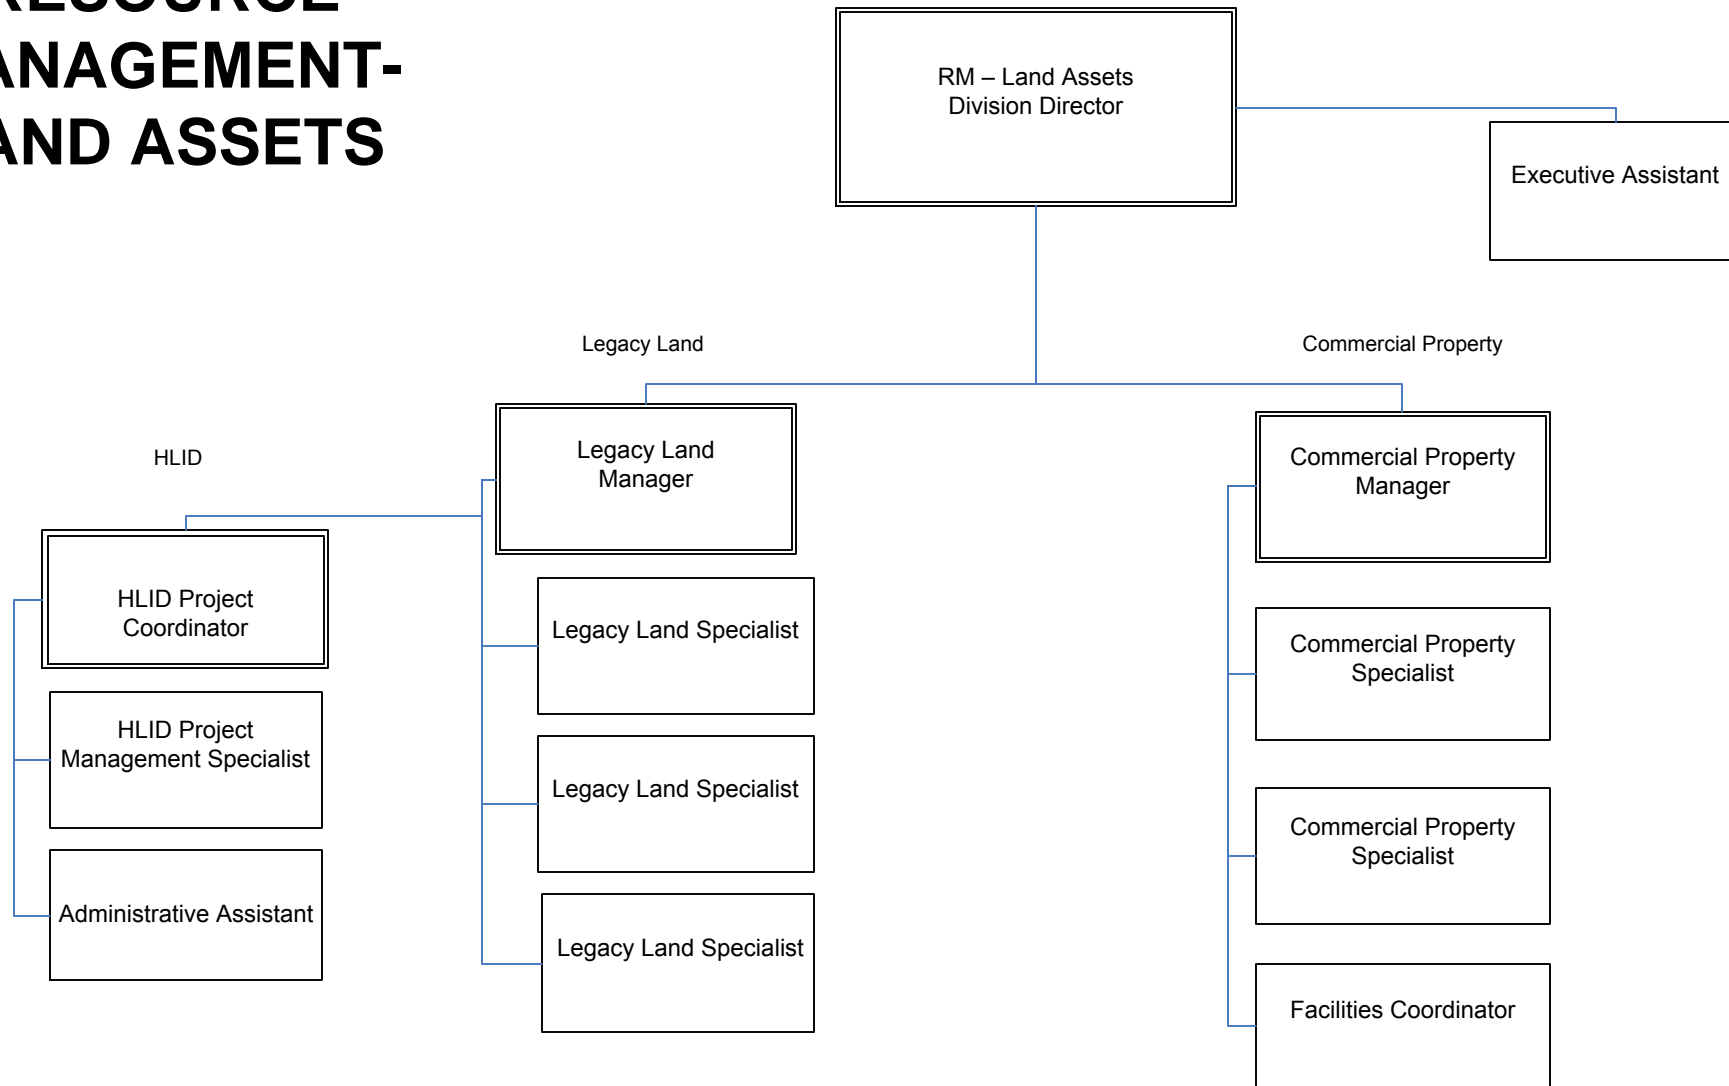 RESOURCE
ANAGEMENT-
AND ASSETS
RM – Land Assets
Division Director
Executive Assistant
Legacy Land
Commercial Property
HLID
Legacy Land
Manager
Commercial Property
Manager
HLID Project
Coordinator
Legacy Land Specialist
Commercial Property
Specialist
HLID Project
Management Specialist
Legacy Land Specialist
Commercial Property
Specialist
Administrative Assistant
Legacy Land Specialist
Facilities Coordinator